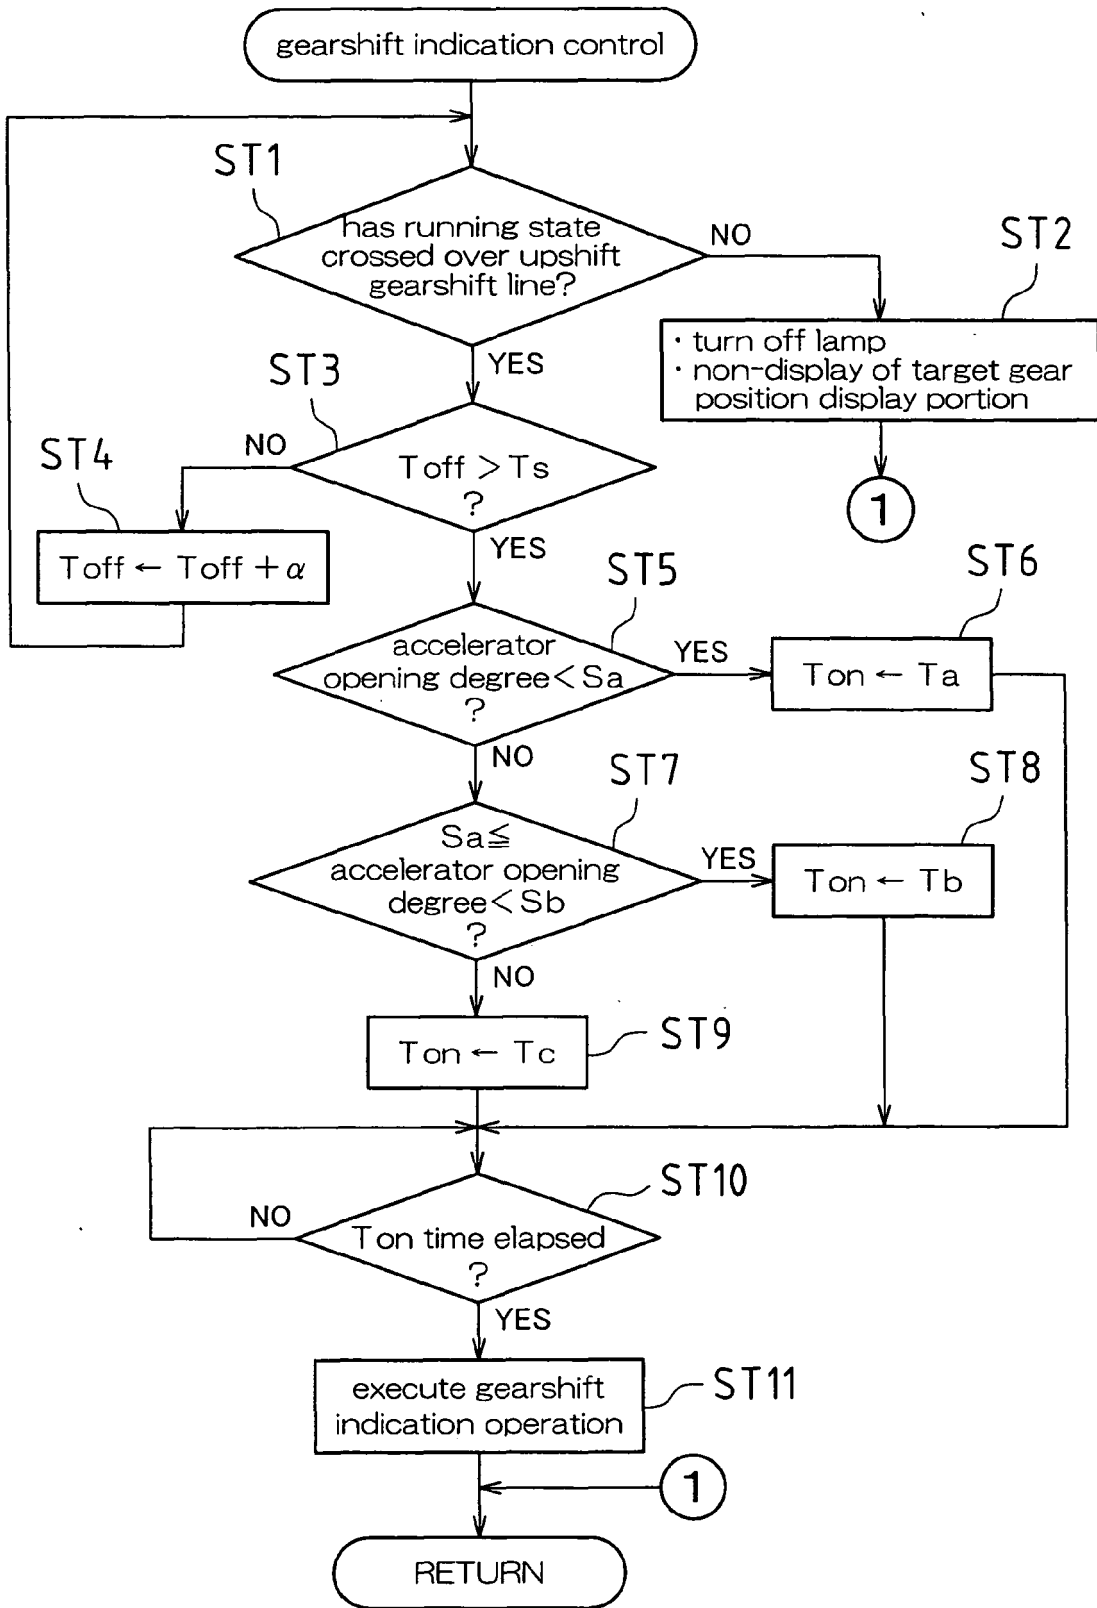 gearshift indication control
ST1
has running state
crossed over upshift
gearshift line?
NO
ST2
· turn off lamp
· non-display of target gear
position display portion
YES
ST3
1
NO
Toff > Ts
?
ST4
Toff ← Toff + α
YES
ST5
accelerator
opening degree < Sa
?
YES
ST6
Ton ← Ta
NO
ST7
Sa ≦
accelerator opening
degree < Sb
?
YES
ST8
Ton ← Tb
NO
Ton ← Tc
ST9
ST10
NO
Ton time elapsed
?
YES
execute gearshift
indication operation
ST11
1
RETURN